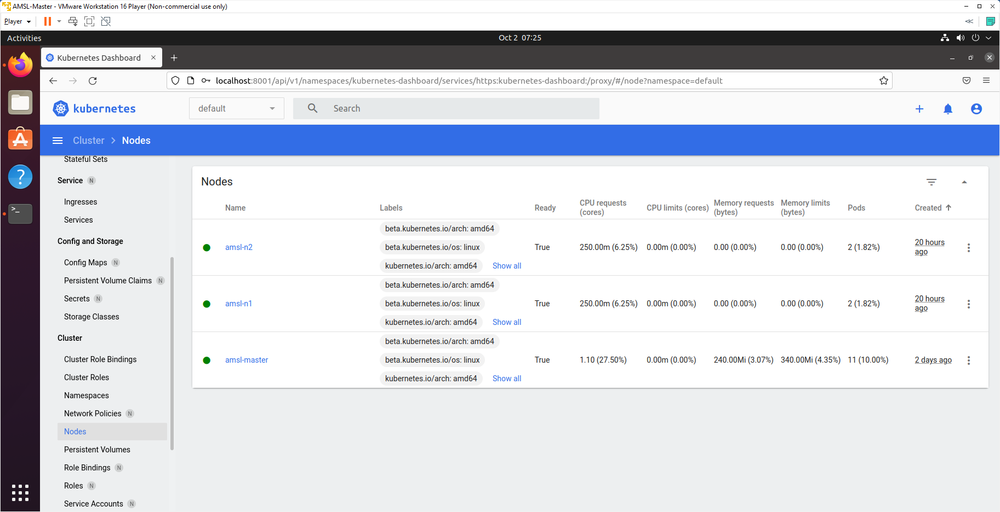 AMSL-Master - VMware Workstation 16 Player (Non-commercial use only)
Player
Activities
Oct 2 07:25
Kubernetes Dashboard
localhost:8001/api/v1/namespaces/kubernetes-dashboard/services/https:kubernetes-dashboard:/proxy/#/node?namespace=default
kubernetes
default
Search
Cluster
Nodes
Stateful Sets
Service N
Ingresses
Services
Config and Storage
Config Maps N
Persistent Volume Claims N
Secrets N
Storage Classes
Cluster
Cluster Role Bindings
Cluster Roles
Namespaces
Network Policies N
Nodes
Persistent Volumes
Role Bindings N
Roles N
Service Accounts N
Nodes
Name
Labels
Ready
CPU requests
(cores)
CPU limits (cores)
Memory requests
(bytes)
Memory limits
(bytes)
Pods
Created
amsl-n2
beta.kubernetes.io/arch: amd64
beta.kubernetes.io/os: linux
kubernetes.io/arch: amd64
Show all
True
250.00m (6.25%)
0.00m (0.00%)
0.00 (0.00%)
0.00 (0.00%)
2 (1.82%)
20 hours
ago
amsl-n1
beta.kubernetes.io/arch: amd64
beta.kubernetes.io/os: linux
kubernetes.io/arch: amd64
Show all
True
250.00m (6.25%)
0.00m (0.00%)
0.00 (0.00%)
0.00 (0.00%)
2 (1.82%)
20 hours
ago
amsl-master
beta.kubernetes.io/arch: amd64
beta.kubernetes.io/os: linux
kubernetes.io/arch: amd64
Show all
True
1.10 (27.50%)
0.00m (0.00%)
240.00Mi (3.07%)
340.00Mi (4.35%)
11 (10.00%)
2 days ago